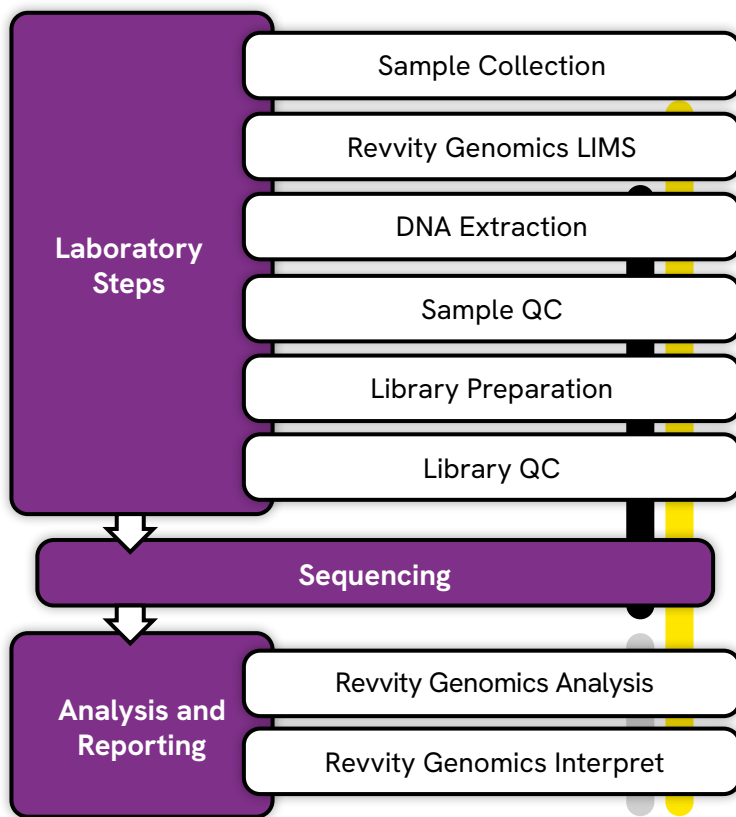 Sample Collection
Revvity Genomics LIMS
DNA Extraction
Laboratory
Steps
Sample QC
Library Preparation
Library QC
Sequencing
Revvity Genomics Analysis
Analysis and
Reporting
Revvity Genomics Interpret